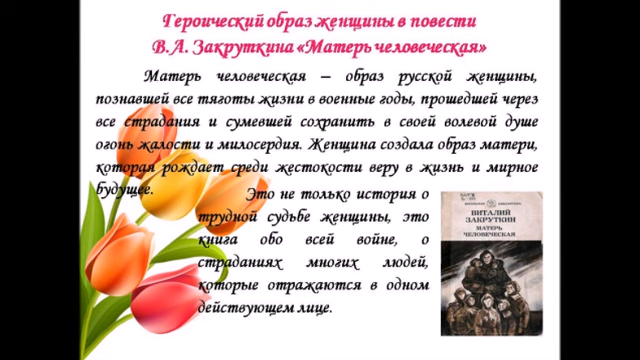 Героический образ женщины в повести
В.А. Закруткина «Матерь человеческая»
Матерь человеческая – образ русской женщины,
познавшей все тяготы жизни в военные годы, прошедшей через
все страдания и сумевшей сохранить в своей волевой душе
огонь жалости и милосердия. Женщина создала образ матери,
которая рождает среди жестокости веру в жизнь и мирное
будущее.
Это не только история о
трудной судьбе женщины, это
книга обо всей войне, о
страданиях многих людей,
которые отражаются в одном
действующем лице.
ВИТАЛИЙ
ЗАКРУТКИН
МАТЕРЬ
ЧЕЛОВЕЧЕСКАЯ